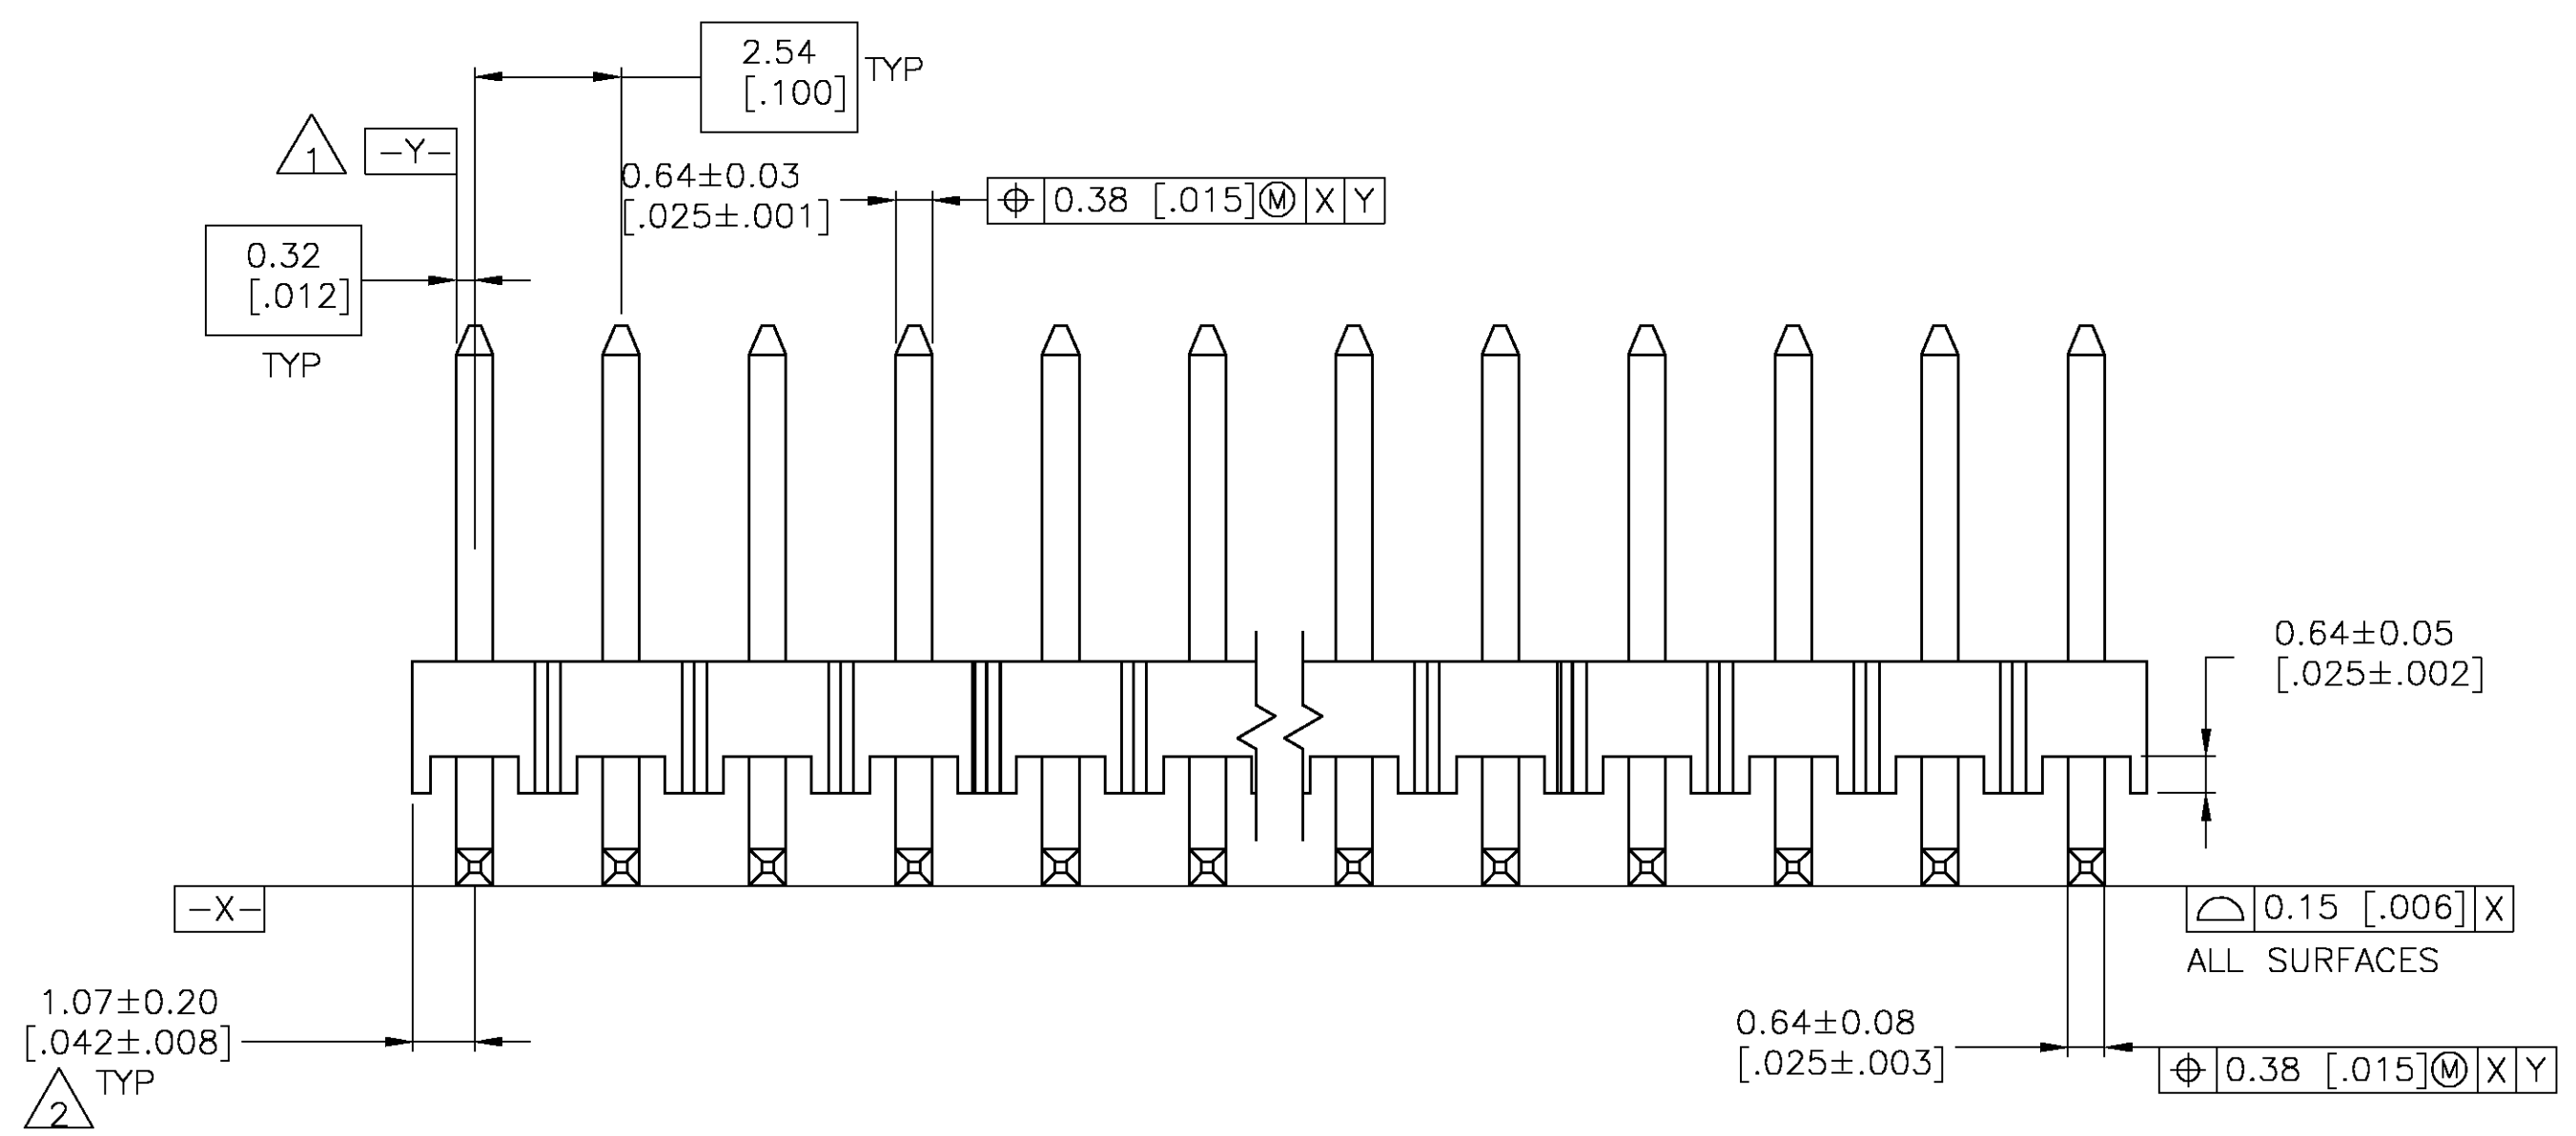 2.54
[.100]
TYP
1
-Y-
0.64±0.03
[.025±.001]
⌖ 0.38 [.015]Ⓜ X Y
0.32
[.012]
TYP
0.64±0.05
[.025±.002]
-X-
⌓ 0.15 [.006] X
ALL SURFACES
1.07±0.20
[.042±.008]
TYP
2
0.64±0.08
[.025±.003]
⌖ 0.38 [.015]Ⓜ X Y